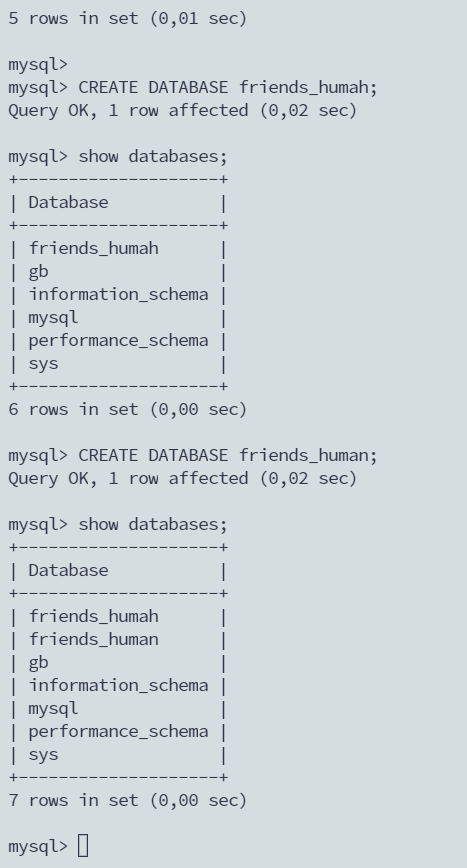 5 rows in set (0,01 sec)

mysql>
mysql> CREATE DATABASE friends_humah;
Query OK, 1 row affected (0,02 sec)

mysql> show databases;
+--------------------+
| Database           |
+--------------------+
| friends_humah      |
| gb                 |
| information_schema |
| mysql              |
| performance_schema |
| sys                |
+--------------------+
6 rows in set (0,00 sec)

mysql> CREATE DATABASE friends_human;
Query OK, 1 row affected (0,02 sec)

mysql> show databases;
+--------------------+
| Database           |
+--------------------+
| friends_humah      |
| friends_human      |
| gb                 |
| information_schema |
| mysql              |
| performance_schema |
| sys                |
+--------------------+
7 rows in set (0,00 sec)

mysql>